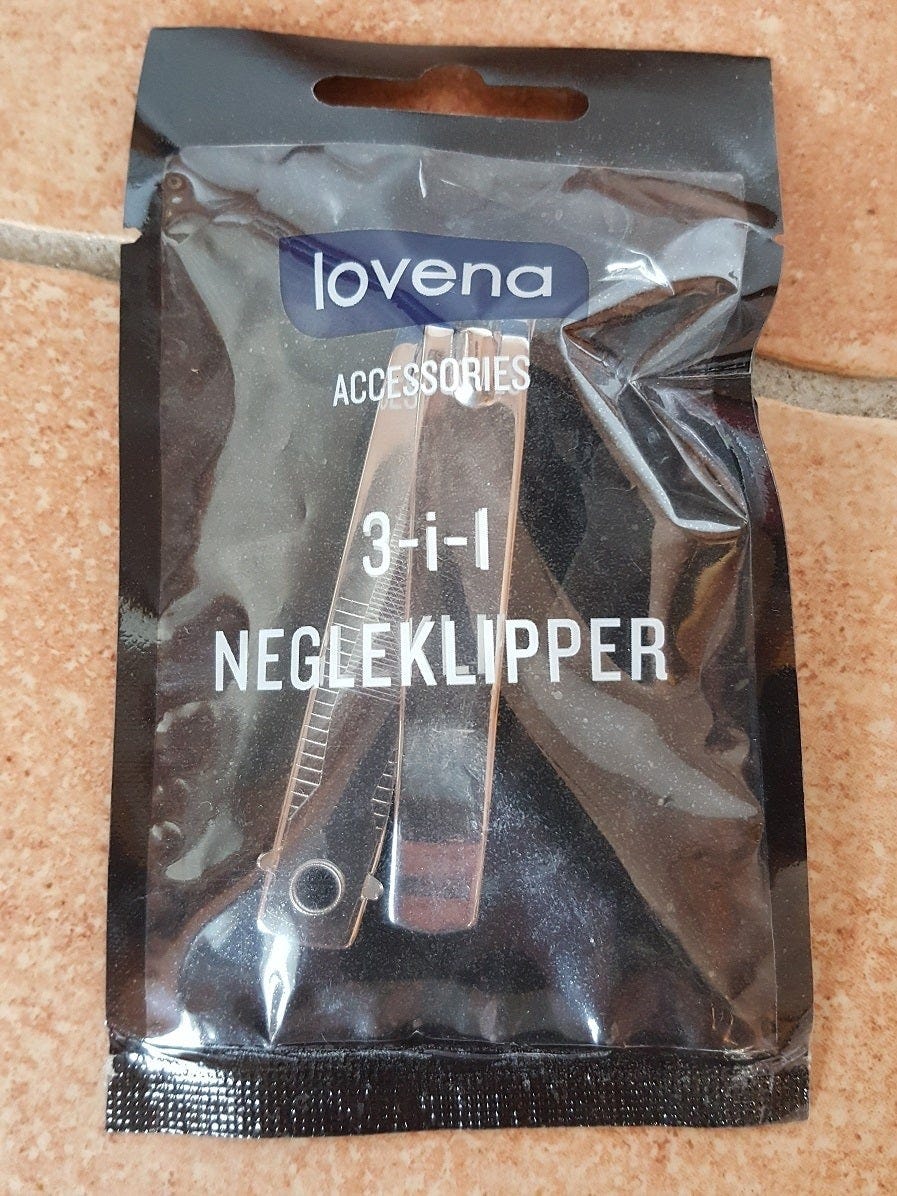 lovena
ACCESSORIES
3-i-1
NEGLEKLIPPER